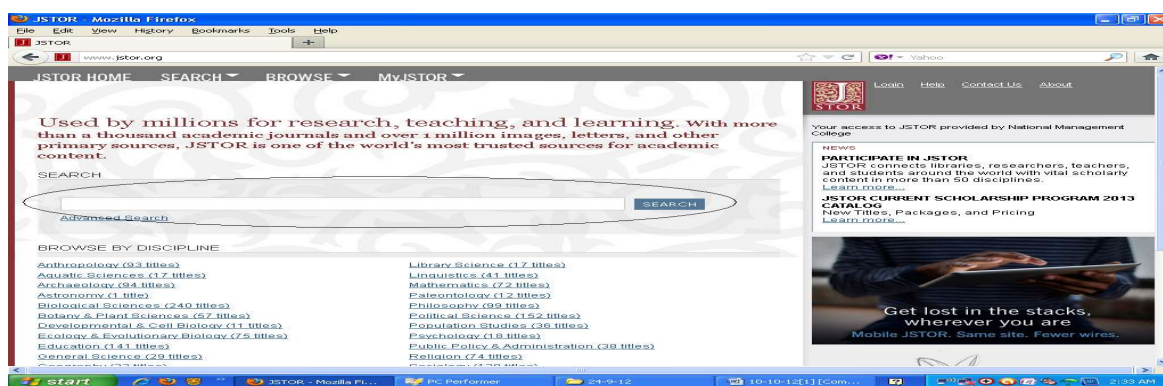 JSTOR - Mozilla Firefox
File Edit View History Bookmarks Tools Help
JSTOR
www.jstor.org
Yahoo
JSTOR HOME SEARCH BROWSE MyJSTOR
Used by millions for research, teaching, and learning. With more
than a thousand academic journals and over 1 million images, letters, and other
primary sources, JSTOR is one of the world's most trusted sources for academic
content.
SEARCH
SEARCH
Advanced Search
BROWSE BY DISCIPLINE
Anthropology (93 titles)
Aquatic Sciences (17 titles)
Archaeology (94 titles)
Astronomy (1 title)
Biological Sciences (240 titles)
Botany & Plant Sciences (57 titles)
Developmental & Cell Biology (11 titles)
Ecology & Evolutionary Biology (75 titles)
Education (141 titles)
General Science (29 titles)
Library Science (17 titles)
Linguistics (41 titles)
Mathematics (72 titles)
Paleontology (12 titles)
Philosophy (99 titles)
Political Science (152 titles)
Population Studies (36 titles)
Psychology (18 titles)
Public Policy & Administration (38 titles)
Religion (74 titles)
JSTOR
Login Help Contact Us About
Your access to JSTOR provided by National Management
College
NEWS
PARTICIPATE IN JSTOR
JSTOR connects libraries, researchers, teachers,
and students around the world with vital scholarly
content in more than 50 disciplines.
Learn more...
JSTOR CURRENT SCHOLARSHIP PROGRAM 2013
CATALOG
New Titles, Packages, and Pricing
Learn more...
Get lost in the stacks,
wherever you are
Mobile JSTOR. Same site. Fewer wires.
start
JSTOR - Mozilla Fi...
PC Performer
24-9-12
10-10-12[1] [Com...
2:33 AM